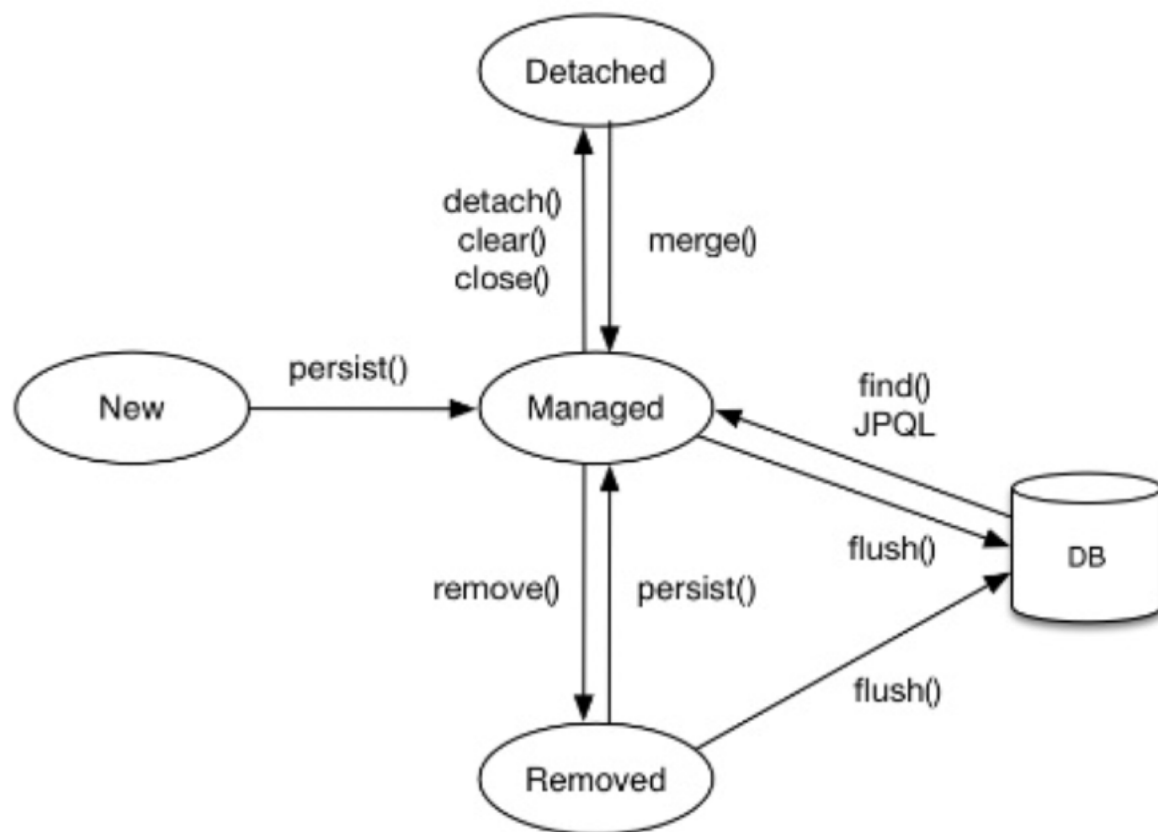 Detached
detach()
clear()
close()
merge()
New
persist()
Managed
find()
JPQL
flush()
DB
remove()
persist()
flush()
Removed